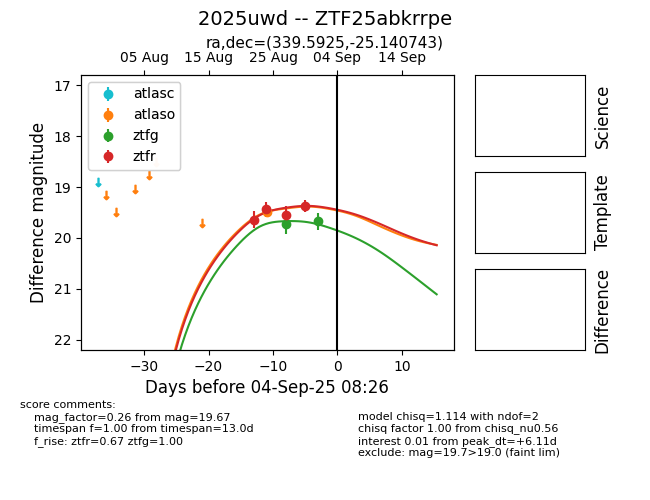 2025uwd -- ZTF25abkrrpe
ra,dec=(339.5925,-25.140743)
05 Aug 15 Aug 25 Aug 04 Sep 14 Sep
17
18
19
20
21
22
Difference magnitude
atlasc
atlaso
ztfg
ztfr
−30 −20 −10 0 10
Days before 04-Sep-25 08:26
Science
Template
Difference
score comments:
mag_factor=0.26 from mag=19.67
timespan f=1.00 from timespan=13.0d
f_rise: ztfr=0.67 ztfg=1.00
model chisq=1.114 with ndof=2
chisq factor 1.00 from chisq_nu0.56
interest 0.01 from peak_dt=+6.11d
exclude: mag=19.7>19.0 (faint lim)